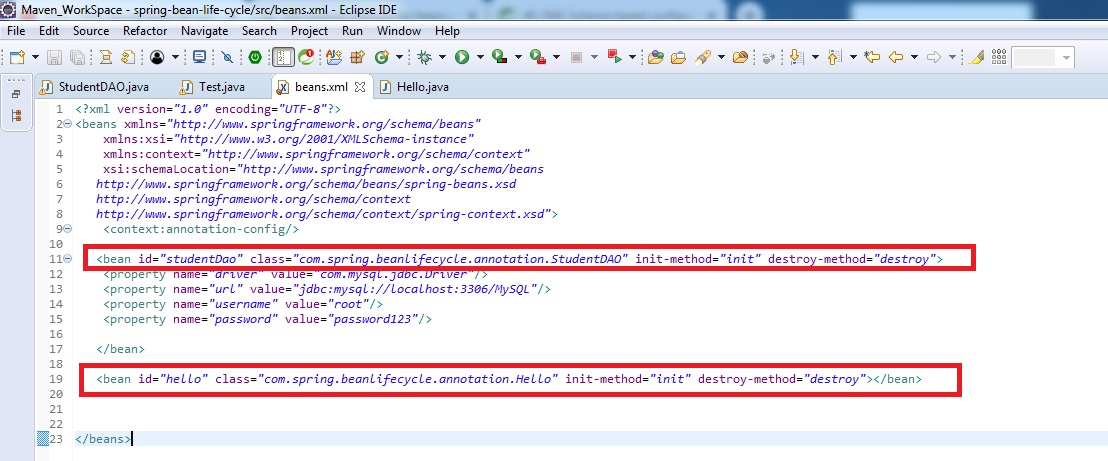 Maven_WorkSpace - spring-bean-life-cycle/src/beans.xml - Eclipse IDE
File Edit Source Refactor Navigate Search Project Run Window Help
StudentDAO.java Test.java beans.xml Hello.java
1 <?xml version="1.0" encoding="UTF-8"?>
2 <beans xmlns="http://www.springframework.org/schema/beans"
3 xmlns:xsi="http://www.w3.org/2001/XMLSchema-instance"
4 xmlns:context="http://www.springframework.org/schema/context"
5 xsi:schemaLocation="http://www.springframework.org/schema/beans
6 http://www.springframework.org/schema/beans/spring-beans.xsd
7 http://www.springframework.org/schema/context
8 http://www.springframework.org/schema/context/spring-context.xsd">
9 <context:annotation-config/>
10
11 <bean id="studentDao" class="com.spring.beanlifecycle.annotation.StudentDAO" init-method="init" destroy-method="destroy">
12 <property name="driver" value="com.mysql.jdbc.Driver"/>
13 <property name="url" value="jdbc:mysql://localhost:3306/MySQL"/>
14 <property name="username" value="root"/>
15 <property name="password" value="password123"/>
16
17 </bean>
18
19 <bean id="hello" class="com.spring.beanlifecycle.annotation.Hello" init-method="init" destroy-method="destroy"></bean>
20
21
22
23 </beans>